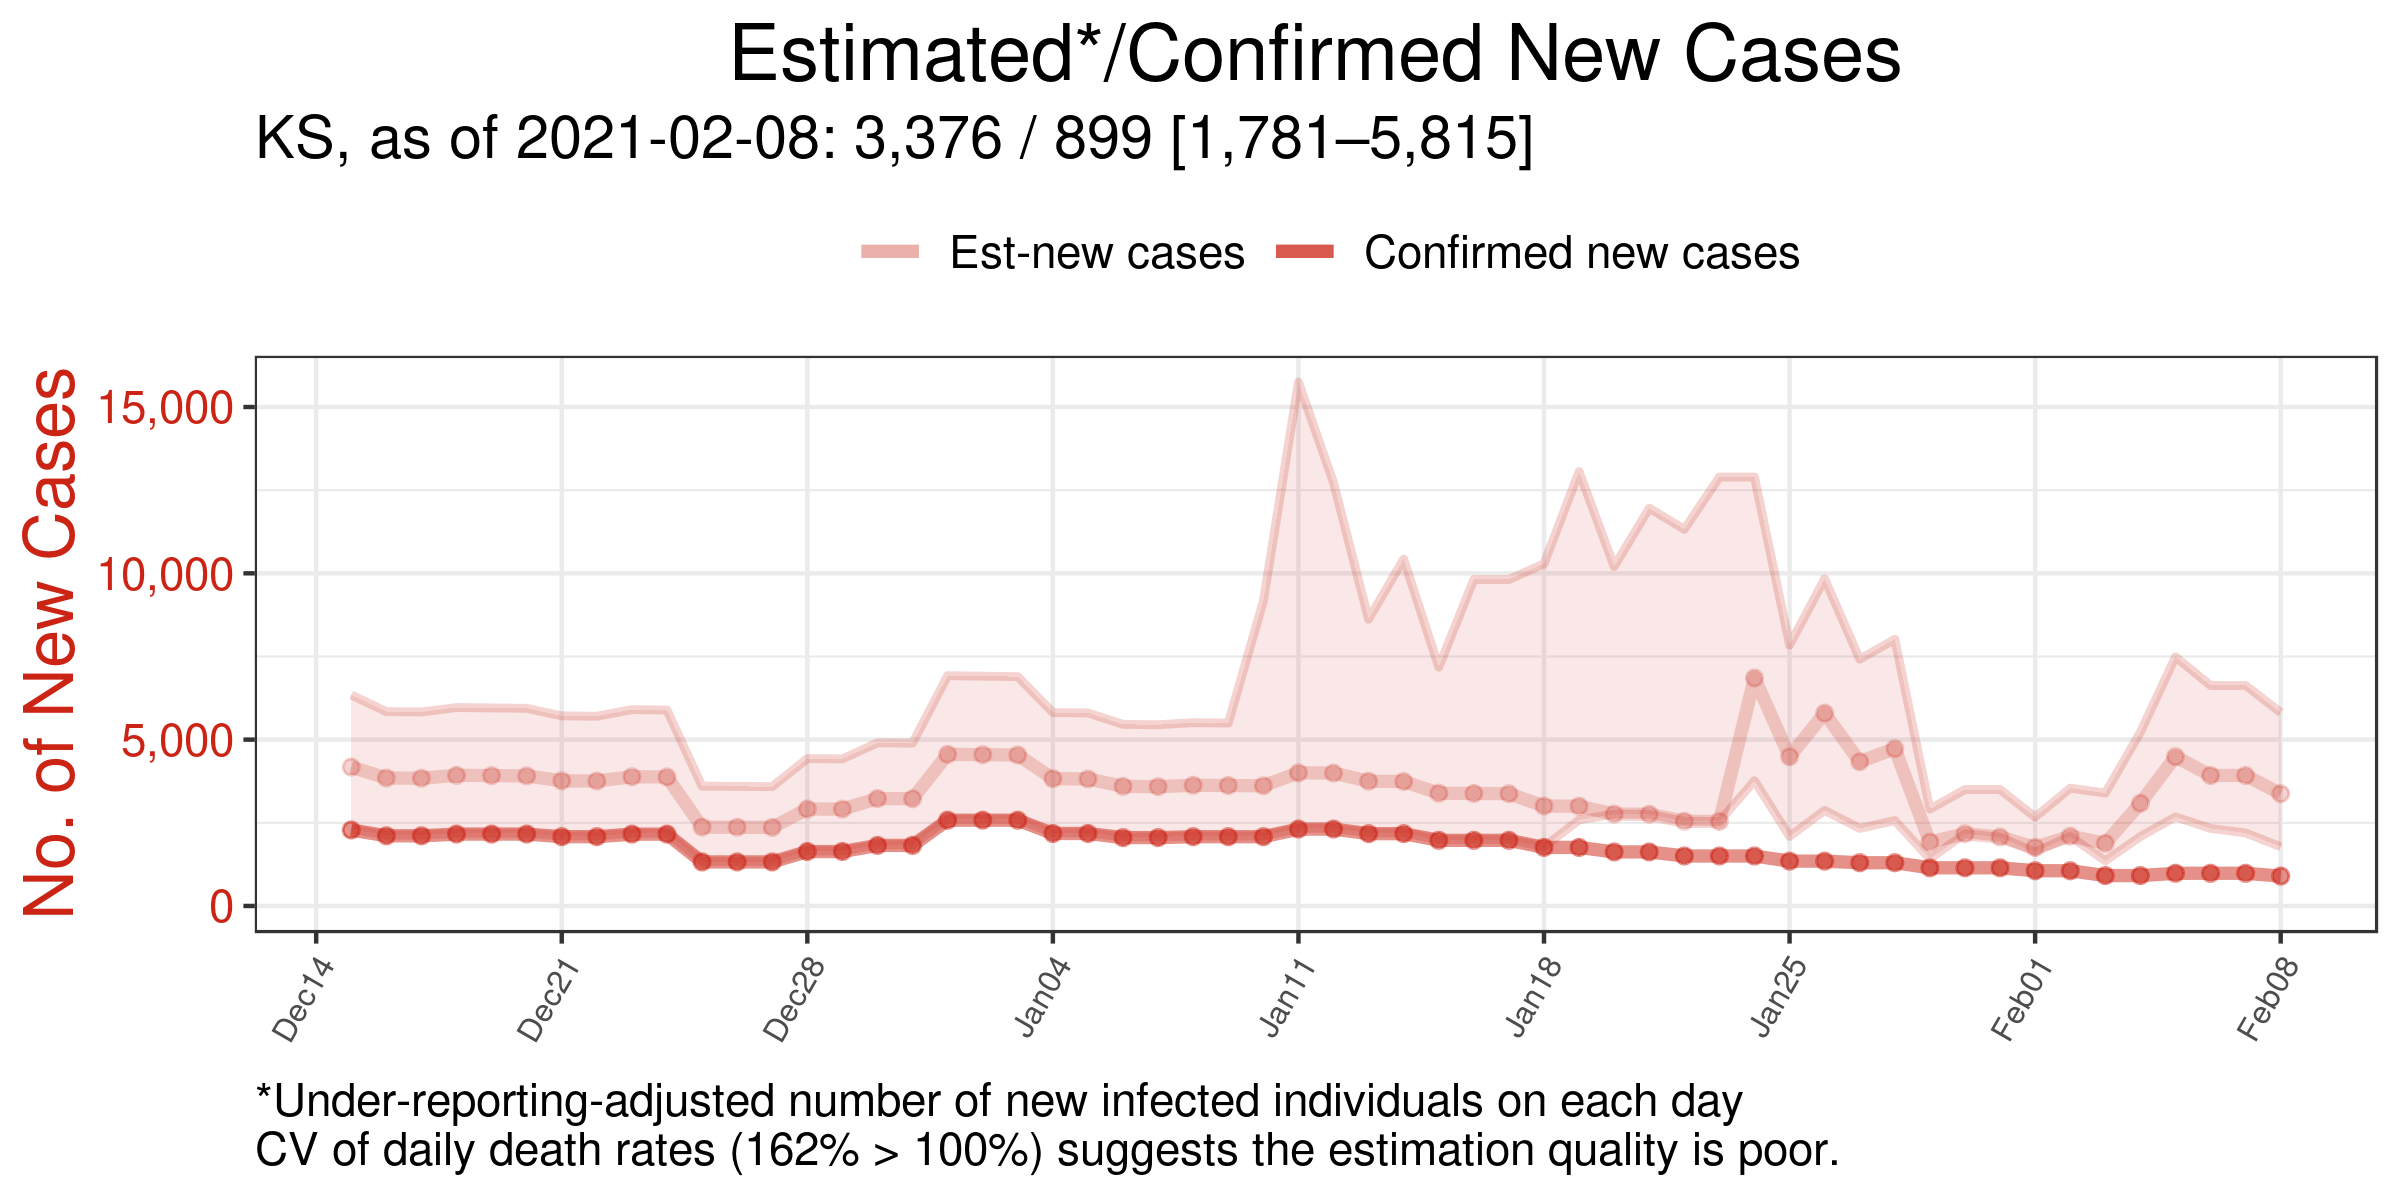 Estimated*/Confirmed New Cases
KS, as of 2021-02-08: 3,376 / 899 [1,781–5,815]
Est-new cases
Confirmed new cases
No. of New Cases
15,000
10,000
5,000
0
Dec14
Dec21
Dec28
Jan04
Jan11
Jan18
Jan25
Feb01
Feb08
*Under-reporting-adjusted number of new infected individuals on each day
CV of daily death rates (162% > 100%) suggests the estimation quality is poor.